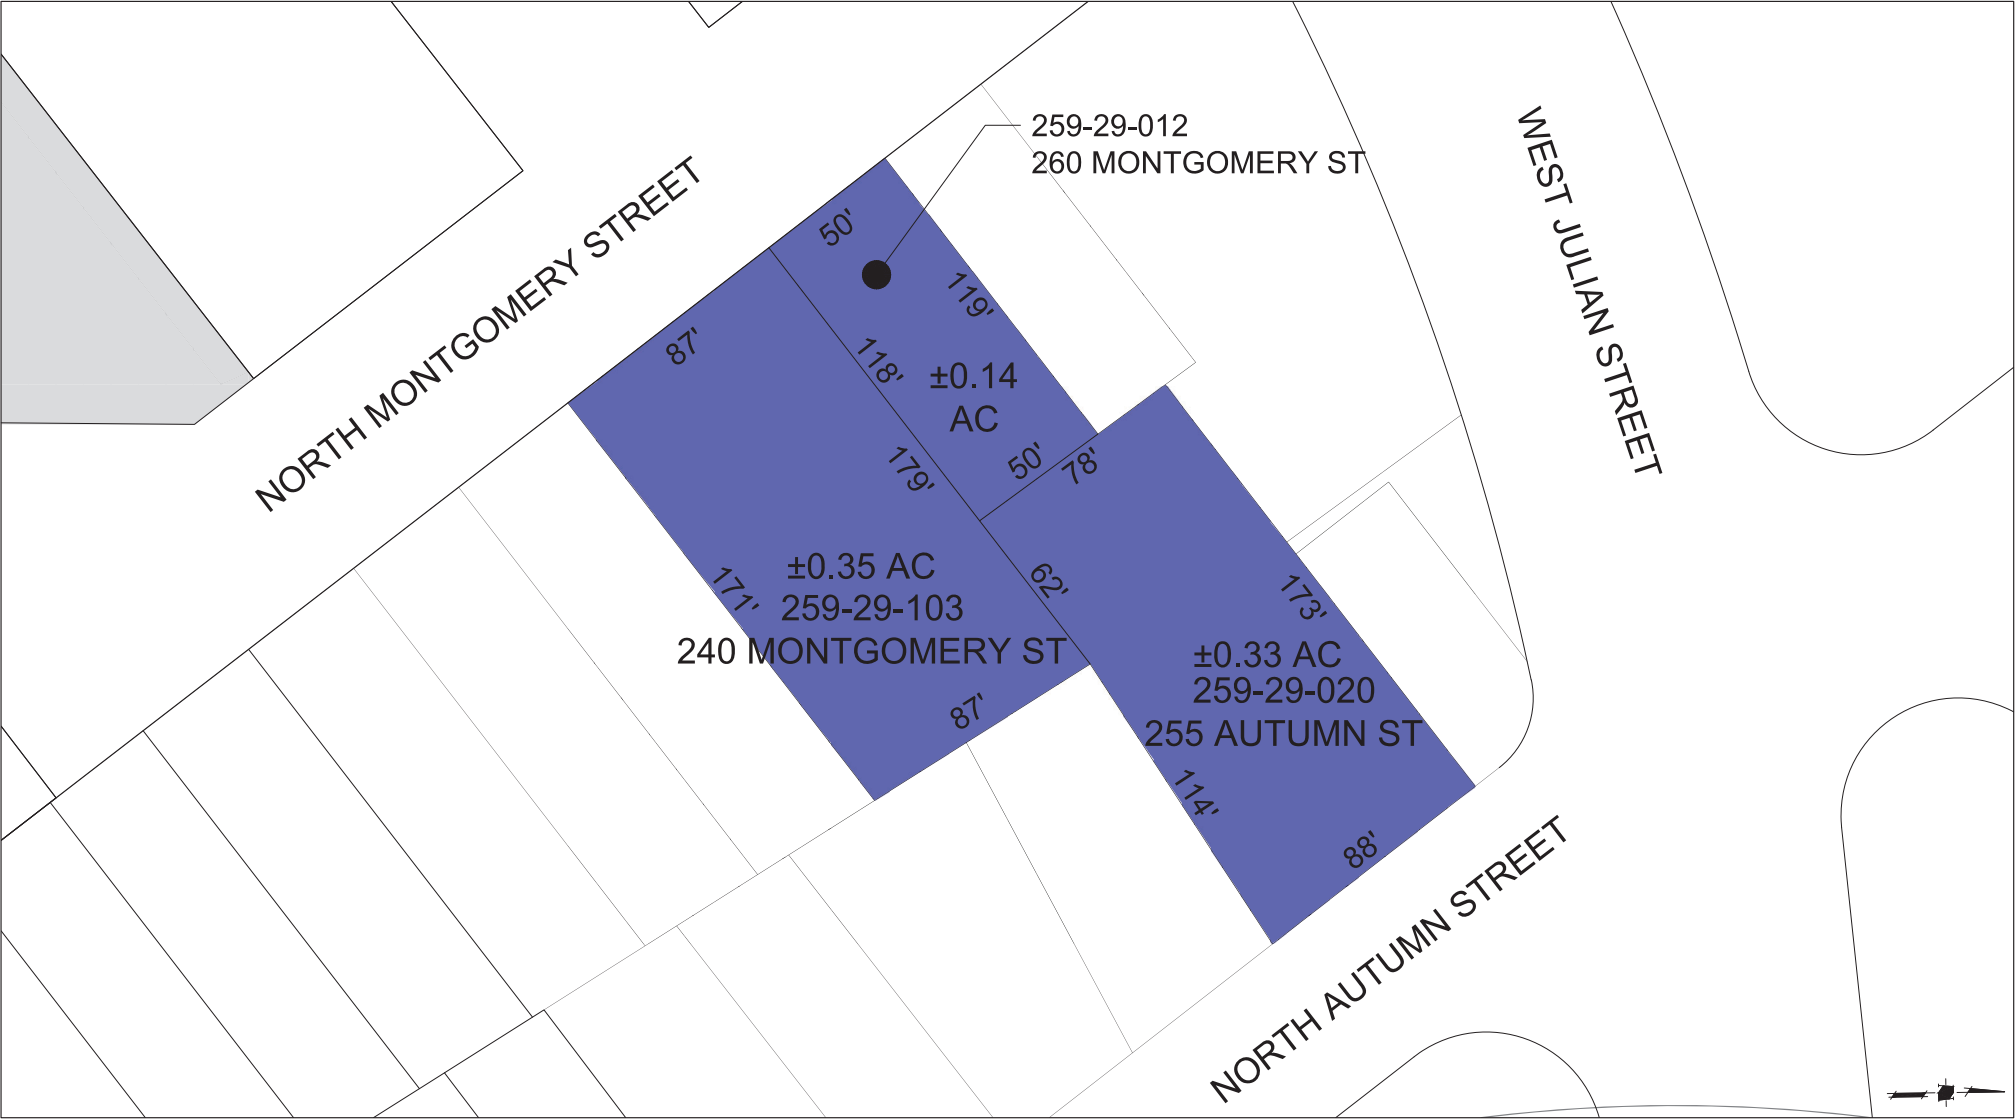 259-29-012
260 MONTGOMERY ST
NORTH MONTGOMERY STREET
WEST JULIAN STREET
50'
119'
87'
118'
±0.14
AC
179'
50'
78'
±0.35 AC
259-29-103
240 MONTGOMERY ST
171'
62'
173'
87'
±0.33 AC
259-29-020
255 AUTUMN ST
114'
88'
NORTH AUTUMN STREET